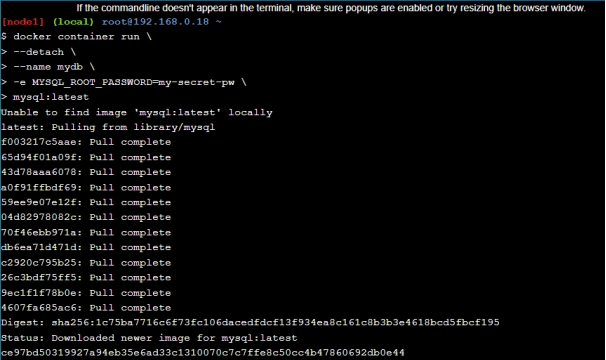 If the commandline doesn't appear in the terminal, make sure popups are enabled or try resizing the browser window.
[node1] (local) root@192.168.0.18 ~
$ docker container run \
> --detach \
> --name mydb \
> -e MYSQL_ROOT_PASSWORD=my-secret-pw \
> mysql:latest
Unable to find image 'mysql:latest' locally
latest: Pulling from library/mysql
f003217c5aae: Pull complete
65d94f01a09f: Pull complete
43d78aaa6078: Pull complete
a0f91ffbdf69: Pull complete
59ee9e07e12f: Pull complete
04d82978082c: Pull complete
70f46ebb971a: Pull complete
db6ea71d471d: Pull complete
c2920c795b25: Pull complete
26c3bdf75ff5: Pull complete
9ec1f1f78b0e: Pull complete
4607fa685ac6: Pull complete
Digest: sha256:1c75ba7716c6f73fc106dacedfdcf13f934ea8c161c8b3b3e4618bcd5fbcf195
Status: Downloaded newer image for mysql:latest
ce97bd50319927a94eb35e6ad33c1310070c7c7ffe8c50cc4b47860692db0e44